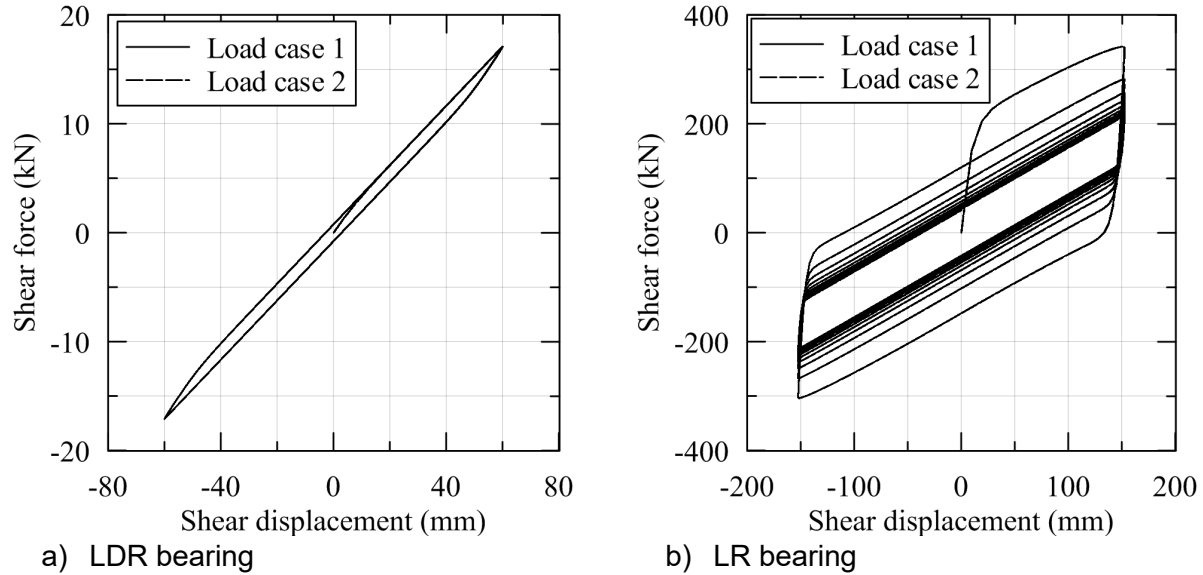 20
10
0
-10
-20
-80
-40
0
40
80
Shear force (kN)
Shear displacement (mm)
Load case 1
Load case 2
a) LDR bearing
400
200
0
-200
-400
-200
-100
0
100
200
Shear force (kN)
Shear displacement (mm)
Load case 1
Load case 2
b) LR bearing